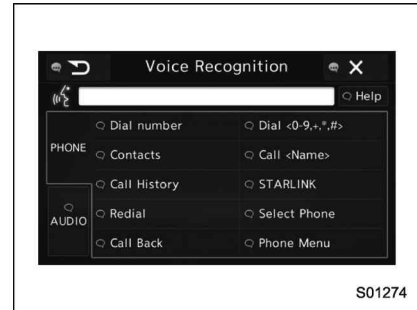 Voice Recognition
Help
PHONE
Dial number
Dial <0-9,+,*,#>
Contacts
Call <Name>
Call History
STARLINK
AUDIO
Redial
Select Phone
Call Back
Phone Menu
S01274